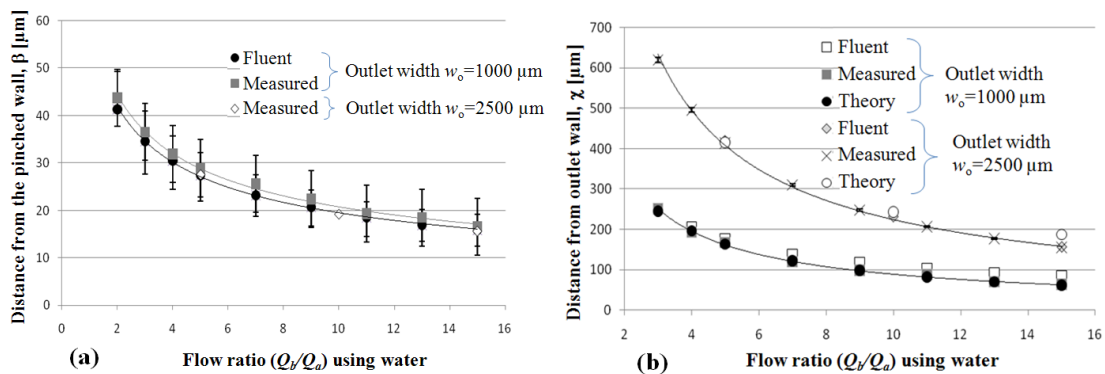 Distance from the pinched wall, β [µm]
60
50
40
30
20
10
0
0 2 4 6 8 10 12 14 16
Fluent
Measured
Outlet width wo=1000 µm
Measured
Outlet width wo=2500 µm
(a)
Flow ratio (Qb/Qa) using water
Distance from outlet wall, χ [µm]
700
600
500
400
300
200
100
0
2 4 6 8 10 12 14 16
Fluent
Measured
Theory
Outlet width
wo=1000 µm
Fluent
Measured
Theory
Outlet width
wo=2500 µm
(b)
Flow ratio (Qb/Qa) using water